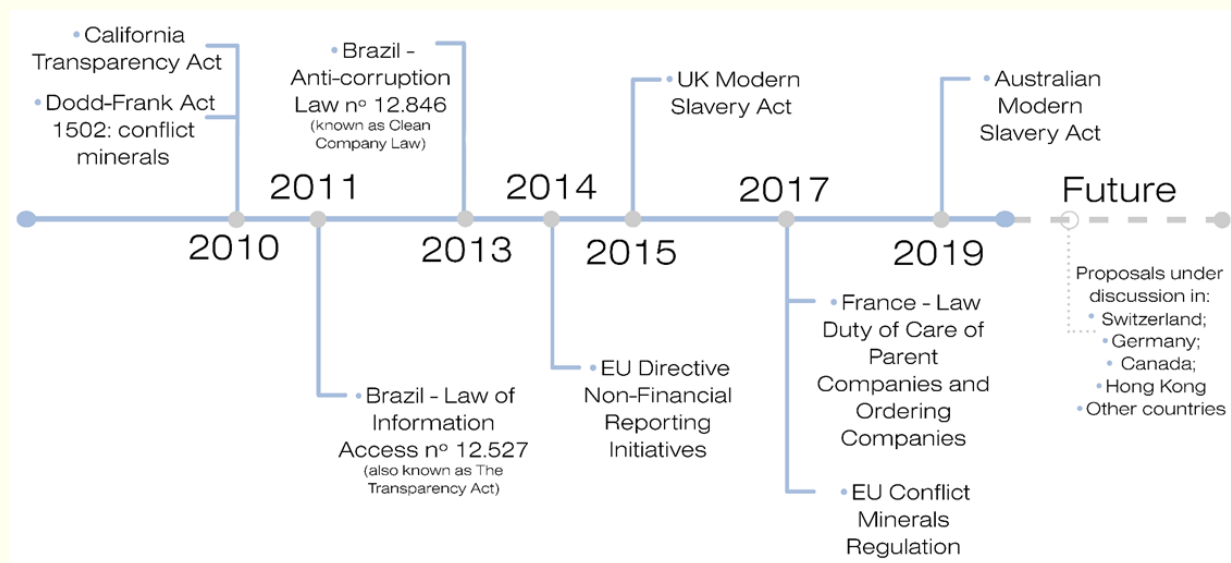 • California
Transparency Act
• Dodd-Frank Act
1502: conflict
minerals
2010
2011
• Brazil - Law of
Information
Access nº 12.527
(also known as The
Transparency Act)
• Brazil -
Anti-corruption
Law nº 12.846
(known as Clean
Company Law)
2013
2014
• EU Directive
Non-Financial
Reporting
Initiatives
• UK Modern
Slavery Act
2015
2017
• France - Law
Duty of Care of
Parent
Companies and
Ordering
Companies
• EU Conflict
Minerals
Regulation
• Australian
Modern
Slavery Act
2019
Future
Proposals under
discussion in:
• Switzerland;
• Germany;
• Canada;
• Hong Kong
• Other countries